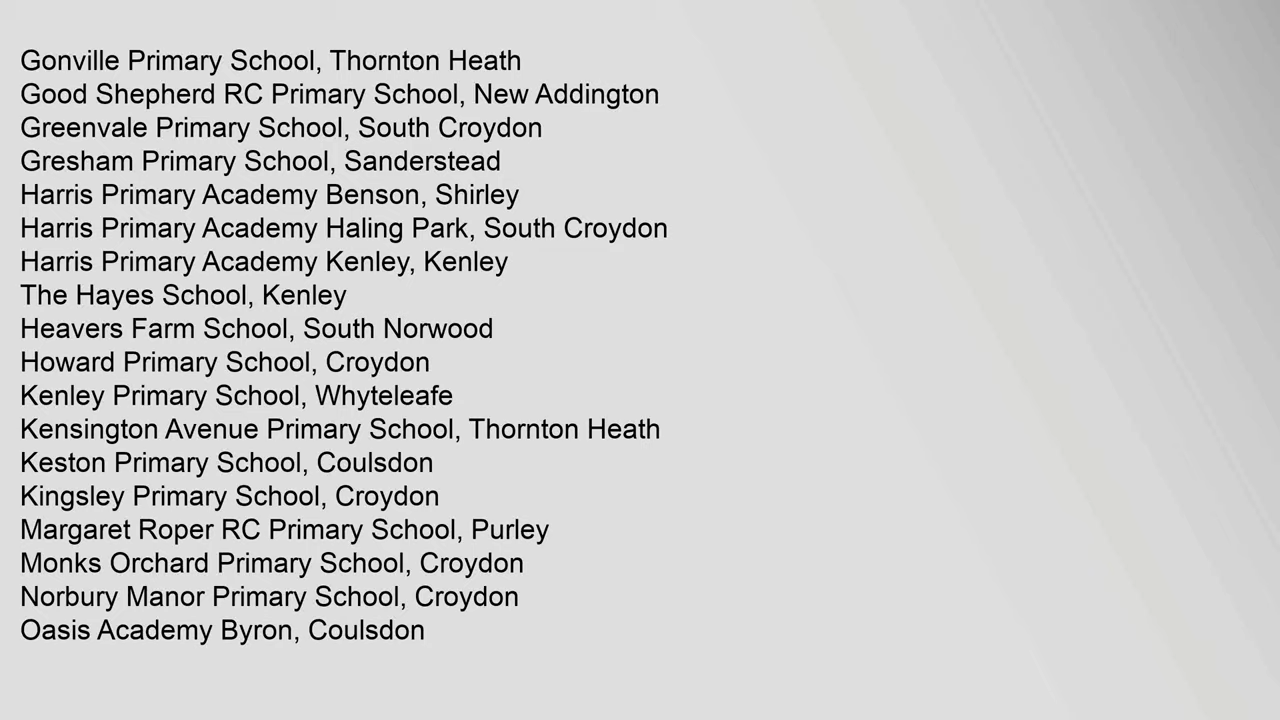 Gonville Primary School, Thornton Heath
Good Shepherd RC Primary School, New Addington
Greenvale Primary School, South Croydon
Gresham Primary School, Sanderstead
Harris Primary Academy Benson, Shirley
Harris Primary Academy Haling Park, South Croydon
Harris Primary Academy Kenley, Kenley
The Hayes School, Kenley
Heavers Farm School, South Norwood
Howard Primary School, Croydon
Kenley Primary School, Whyteleafe
Kensington Avenue Primary School, Thornton Heath
Keston Primary School, Coulsdon
Kingsley Primary School, Croydon
Margaret Roper RC Primary School, Purley
Monks Orchard Primary School, Croydon
Norbury Manor Primary School, Croydon
Oasis Academy Byron, Coulsdon